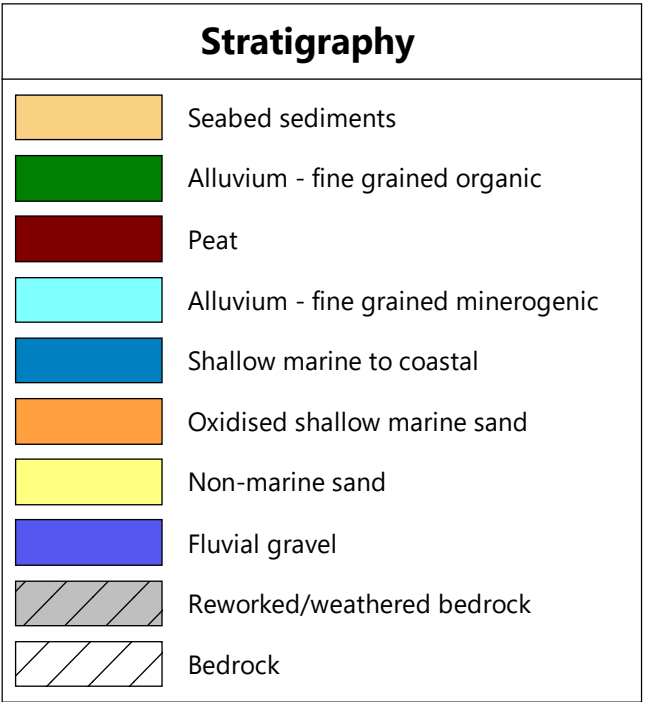 Stratigraphy
Seabed sediments
Alluvium - fine grained organic
Peat
Alluvium - fine grained minerogenic
Shallow marine to coastal
Oxidised shallow marine sand
Non-marine sand
Fluvial gravel
Reworked/weathered bedrock
Bedrock